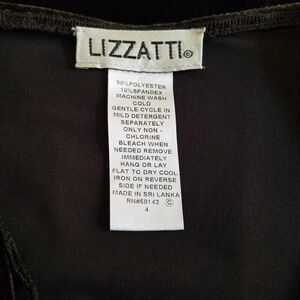 LIZZATTI©
90%POLYESTER
10%SPANDEX
MACHINE WASH
COLD
GENTLE CYCLE IN
MILD DETERGENT
SEPARATELY
ONLY NON -
CHLORINE
BLEACH WHEN
NEEDED REMOVE
IMMEDIATELY
HANG OR LAY
FLAT TO DRY COOL
IRON ON REVERSE
SIDE IF NEEDED
MADE IN SRI LANKA
RN#58142 Ⓒ
4